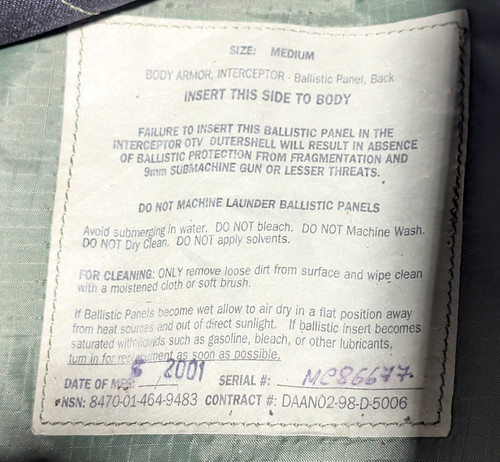 SIZE: MEDIUM
BODY ARMOR, INTERCEPTOR - Ballistic Panel, Back
INSERT THIS SIDE TO BODY
FAILURE TO INSERT THIS BALLISTIC PANEL IN THE
INTERCEPTOR OTV OUTERSHELL WILL RESULT IN ABSENCE
OF BALLISTIC PROTECTION FROM FRAGMENTATION AND
9mm SUBMACHINE GUN OR LESSER THREATS.
DO NOT MACHINE LAUNDER BALLISTIC PANELS
Avoid submerging in water. DO NOT bleach. DO NOT Machine Wash.
DO NOT Dry Clean. DO NOT apply solvents.
FOR CLEANING: ONLY remove loose dirt from surface and wipe clean
with a moistened cloth or soft brush.
If Ballistic Panels become wet allow to air dry in a flat position away
from heat sources and out of direct sunlight. If ballistic insert becomes
saturated with liquids such as gasoline, bleach, or other lubricants,
turn in for replacement as soon as possible.
DATE OF MFG: 6 / 2001 SERIAL #: MC86677
NSN: 8470-01-464-9483 CONTRACT #: DAAN02-98-D-5006